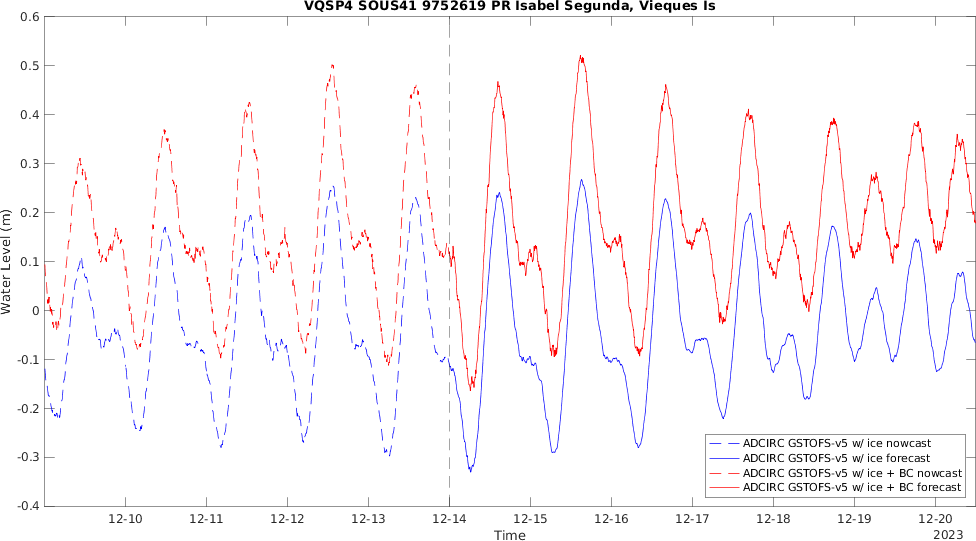 VQSP4 SOUS41 9752619 PR Isabel Segunda, Vieques Is
0.6
0.5
0.4
0.3
0.2
0.1
0
-0.1
-0.2
-0.3
-0.4
Water Level (m)
ADCIRC GSTOFS-v5 w/ ice nowcast
ADCIRC GSTOFS-v5 w/ ice forecast
ADCIRC GSTOFS-v5 w/ ice + BC nowcast
ADCIRC GSTOFS-v5 w/ ice + BC forecast
12-10 12-11 12-12 12-13 12-14 12-15 12-16 12-17 12-18 12-19 12-20
Time
2023